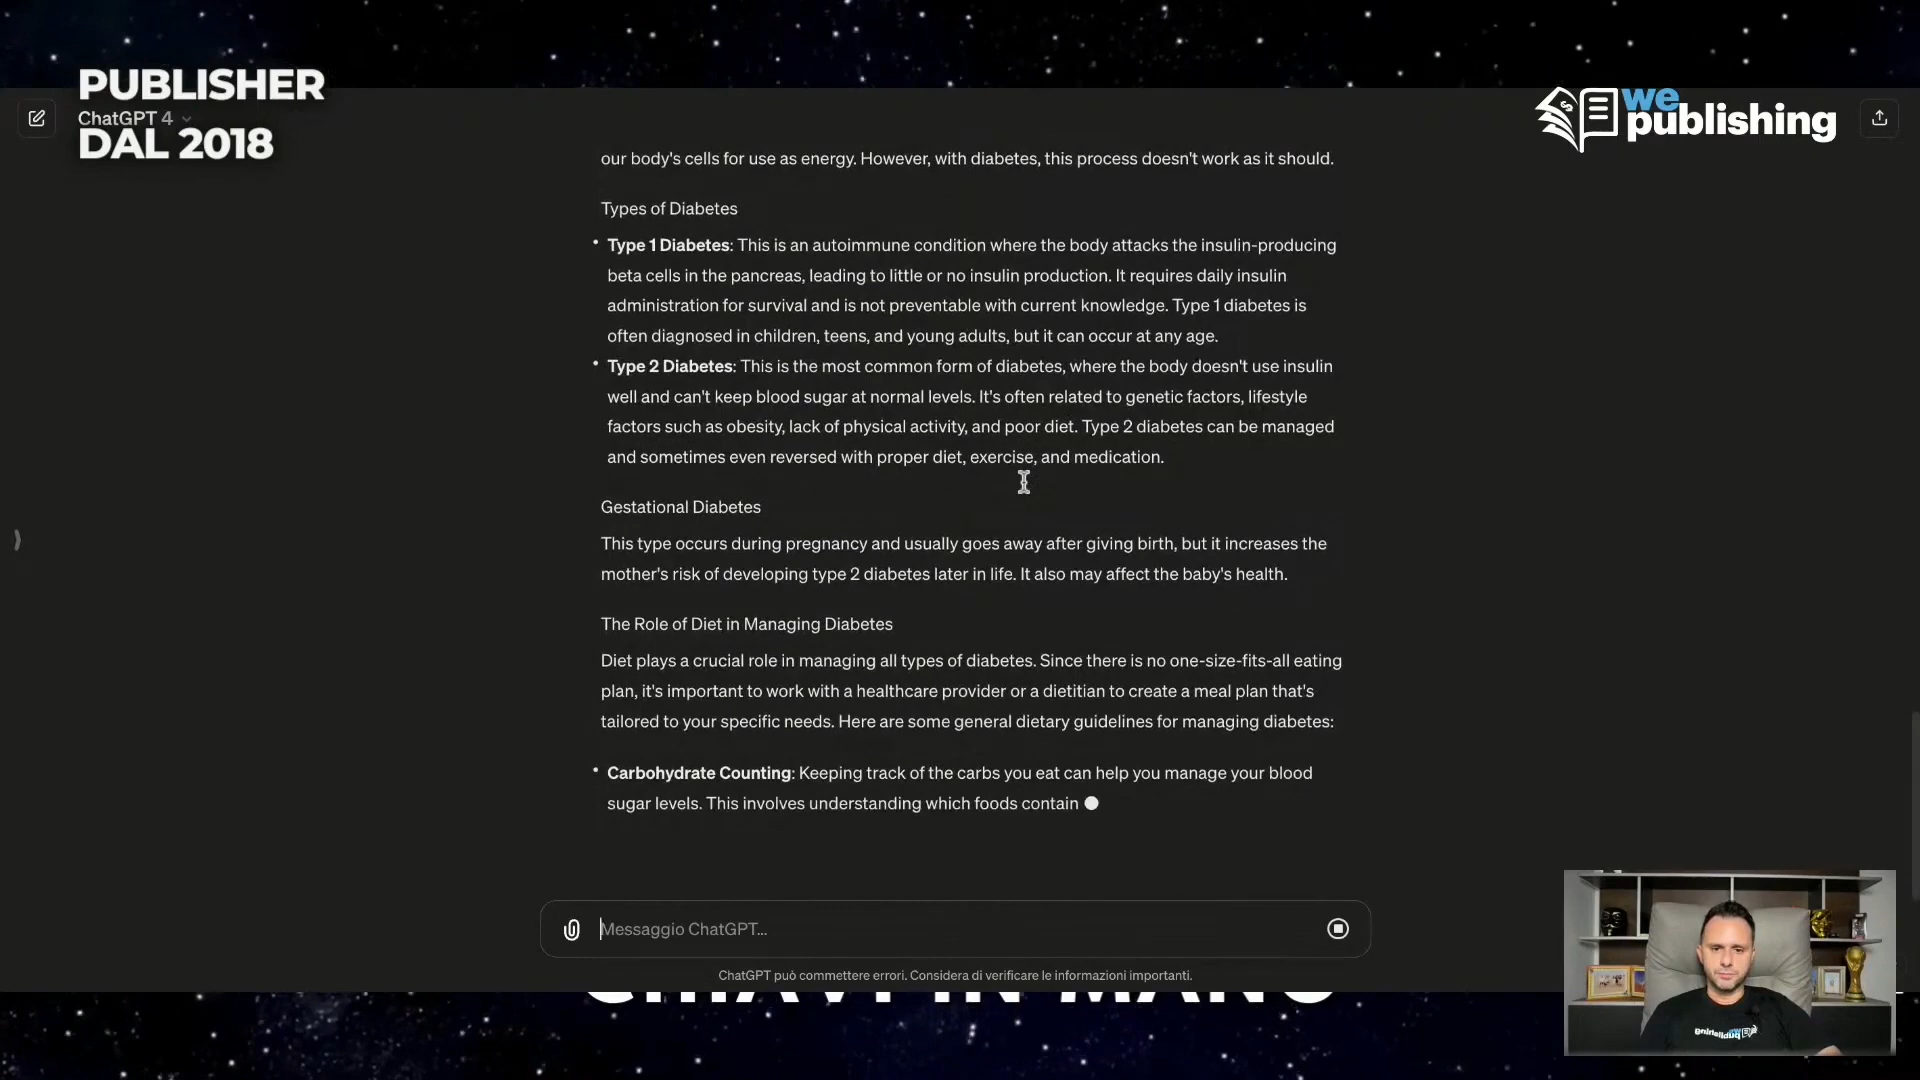 PUBLISHER
ChatGPT 4
DAL 2018
we
publishing
our body's cells for use as energy. However, with diabetes, this process doesn't work as it should.
Types of Diabetes
• Type 1 Diabetes: This is an autoimmune condition where the body attacks the insulin-producing
beta cells in the pancreas, leading to little or no insulin production. It requires daily insulin
administration for survival and is not preventable with current knowledge. Type 1 diabetes is
often diagnosed in children, teens, and young adults, but it can occur at any age.
• Type 2 Diabetes: This is the most common form of diabetes, where the body doesn't use insulin
well and can't keep blood sugar at normal levels. It's often related to genetic factors, lifestyle
factors such as obesity, lack of physical activity, and poor diet. Type 2 diabetes can be managed
and sometimes even reversed with proper diet, exercise, and medication.
Gestational Diabetes
This type occurs during pregnancy and usually goes away after giving birth, but it increases the
mother's risk of developing type 2 diabetes later in life. It also may affect the baby's health.
The Role of Diet in Managing Diabetes
Diet plays a crucial role in managing all types of diabetes. Since there is no one-size-fits-all eating
plan, it's important to work with a healthcare provider or a dietitian to create a meal plan that's
tailored to your specific needs. Here are some general dietary guidelines for managing diabetes:
• Carbohydrate Counting: Keeping track of the carbs you eat can help you manage your blood
sugar levels. This involves understanding which foods contain
Messaggio ChatGPT...
ChatGPT può commettere errori. Considera di verificare le informazioni importanti.
CHIAVI IN MANO